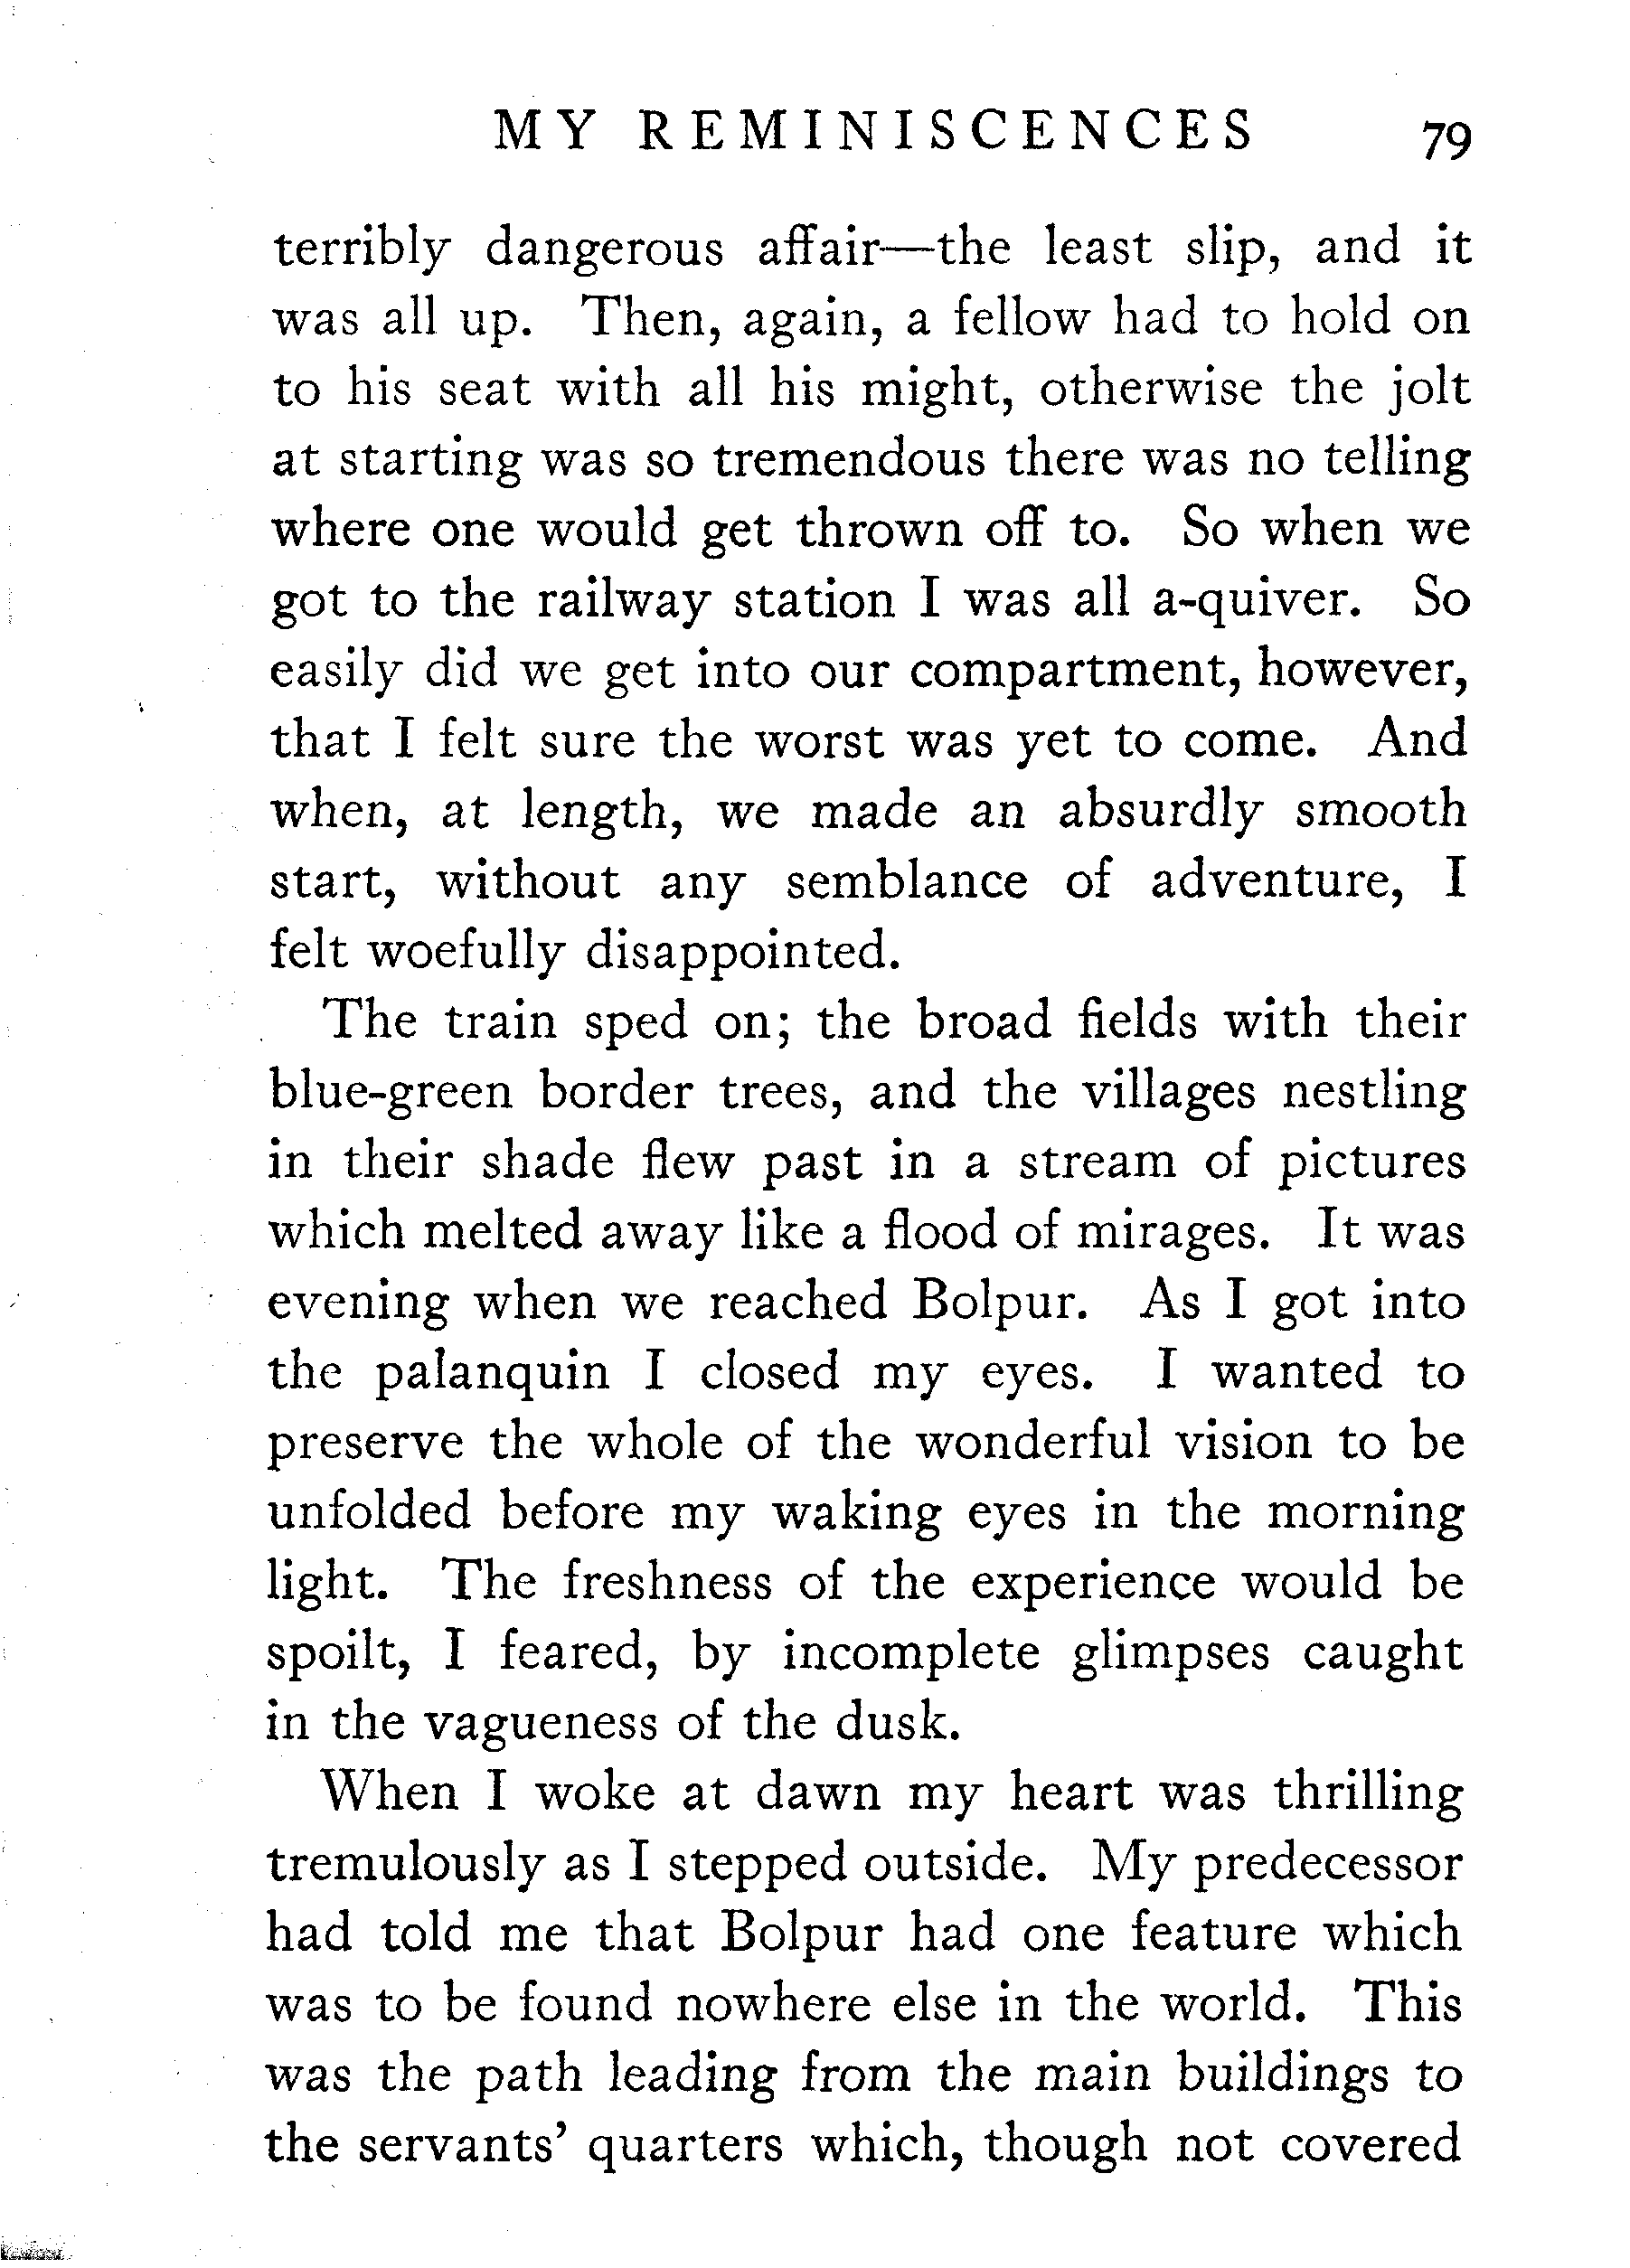 MY REMINISCENCES 79
terribly dangerous affair—the least slip, and it
was all up. Then, again, a fellow had to hold on
to his seat with all his might, otherwise the jolt
at starting was so tremendous there was no telling
where one would get thrown off to. So when we
got to the railway station I was all a-quiver. So
easily did we get into our compartment, however,
that I felt sure the worst was yet to come. And
when, at length, we made an absurdly smooth
start, without any semblance of adventure, I
felt woefully disappointed.
The train sped on; the broad fields with their
blue-green border trees, and the villages nestling
in their shade flew past in a stream of pictures
which melted away like a flood of mirages. It was
evening when we reached Bolpur. As I got into
the palanquin I closed my eyes. I wanted to
preserve the whole of the wonderful vision to be
unfolded before my waking eyes in the morning
light. The freshness of the experience would be
spoilt, I feared, by incomplete glimpses caught
in the vagueness of the dusk.
When I woke at dawn my heart was thrilling
tremulously as I stepped outside. My predecessor
had told me that Bolpur had one feature which
was to be found nowhere else in the world. This
was the path leading from the main buildings to
the servants' quarters which, though not covered